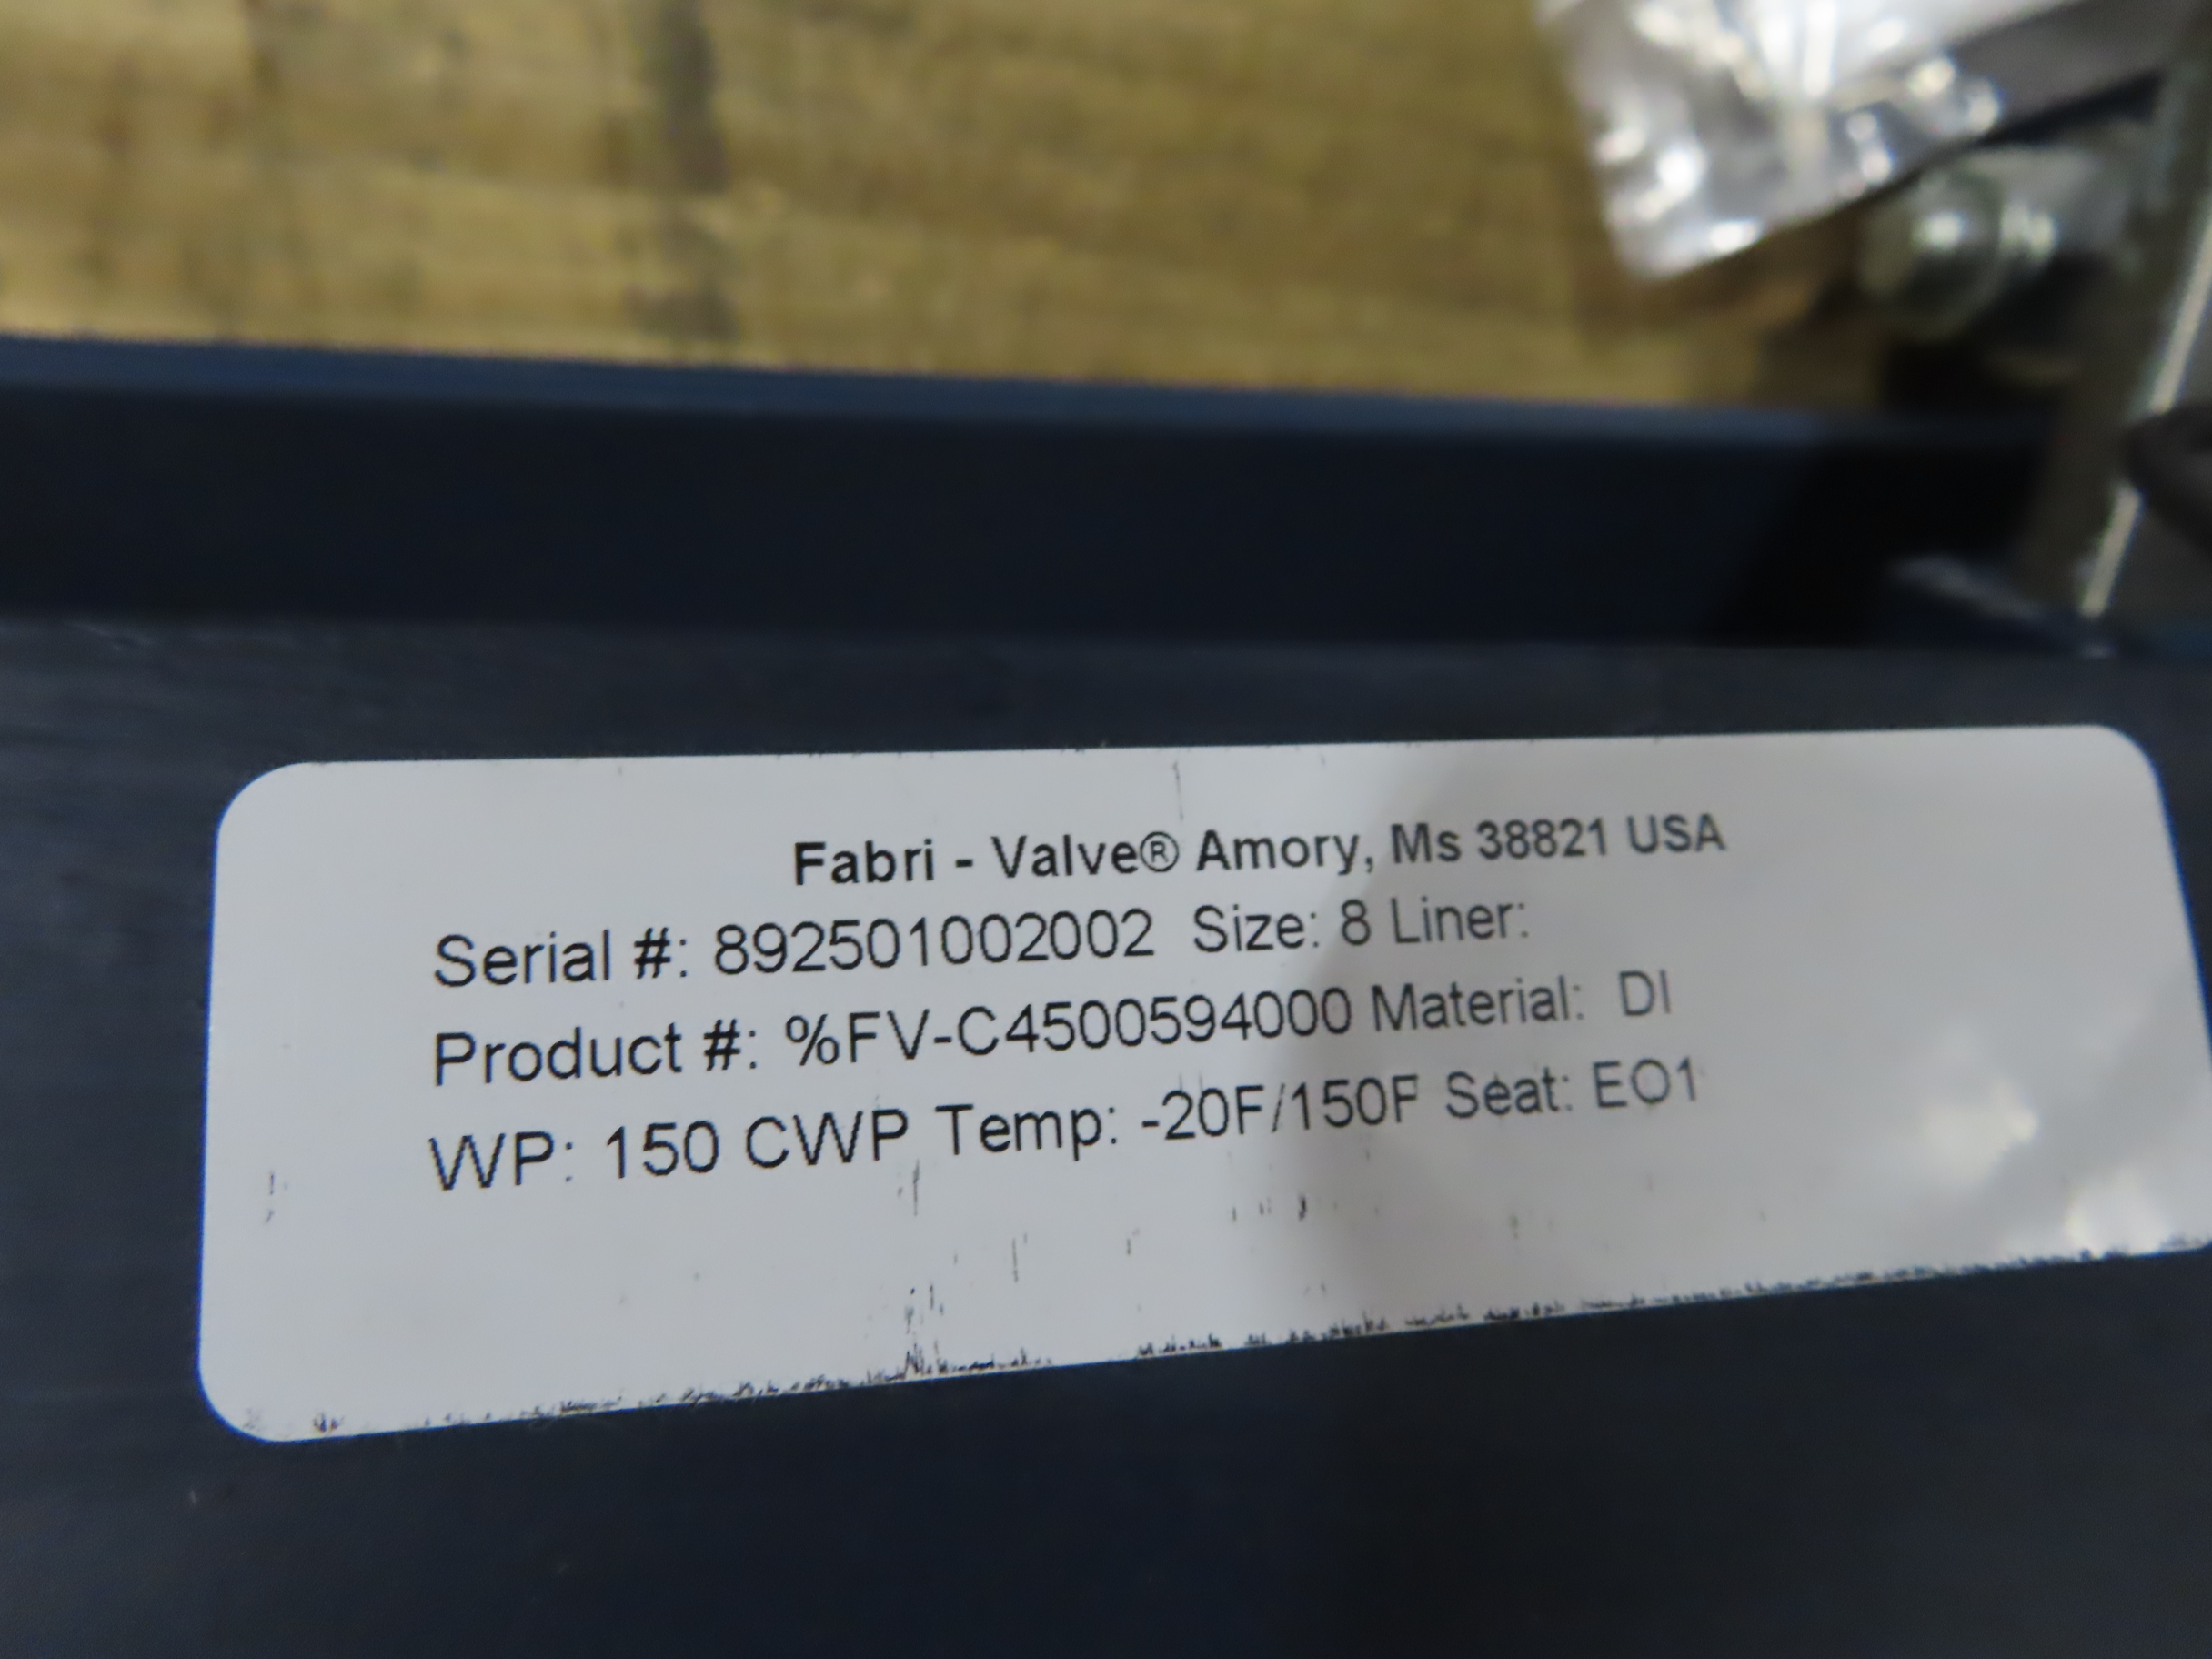 Fabri - Valve® Amory, Ms 38821 USA
Serial #: 892501002002 Size: 8 Liner:
Product #: %FV-C4500594000 Material: DI
WP: 150 CWP Temp: -20F/150F Seat: EO1